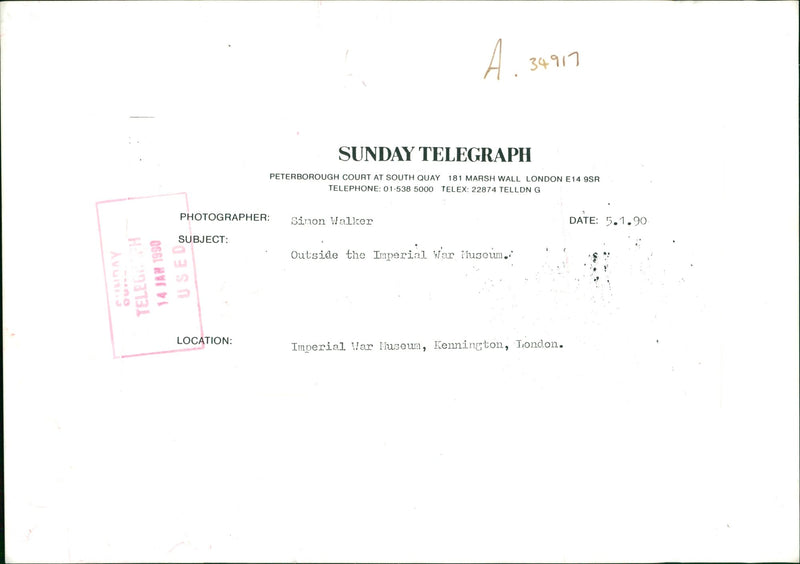 A. 34917
SUNDAY TELEGRAPH
PETERBOROUGH COURT AT SOUTH QUAY 181 MARSH WALL LONDON E14 9SR
TELEPHONE: 01-538 5000 TELEX: 22874 TELLDN G
PHOTOGRAPHER: Simon Walker DATE: 5.1.90
SUBJECT:
Outside the Imperial War Museum.
SUNDAY
TELEGRAPH
14 JAN 1990
USED
LOCATION: Imperial War Museum, Kennington, London.